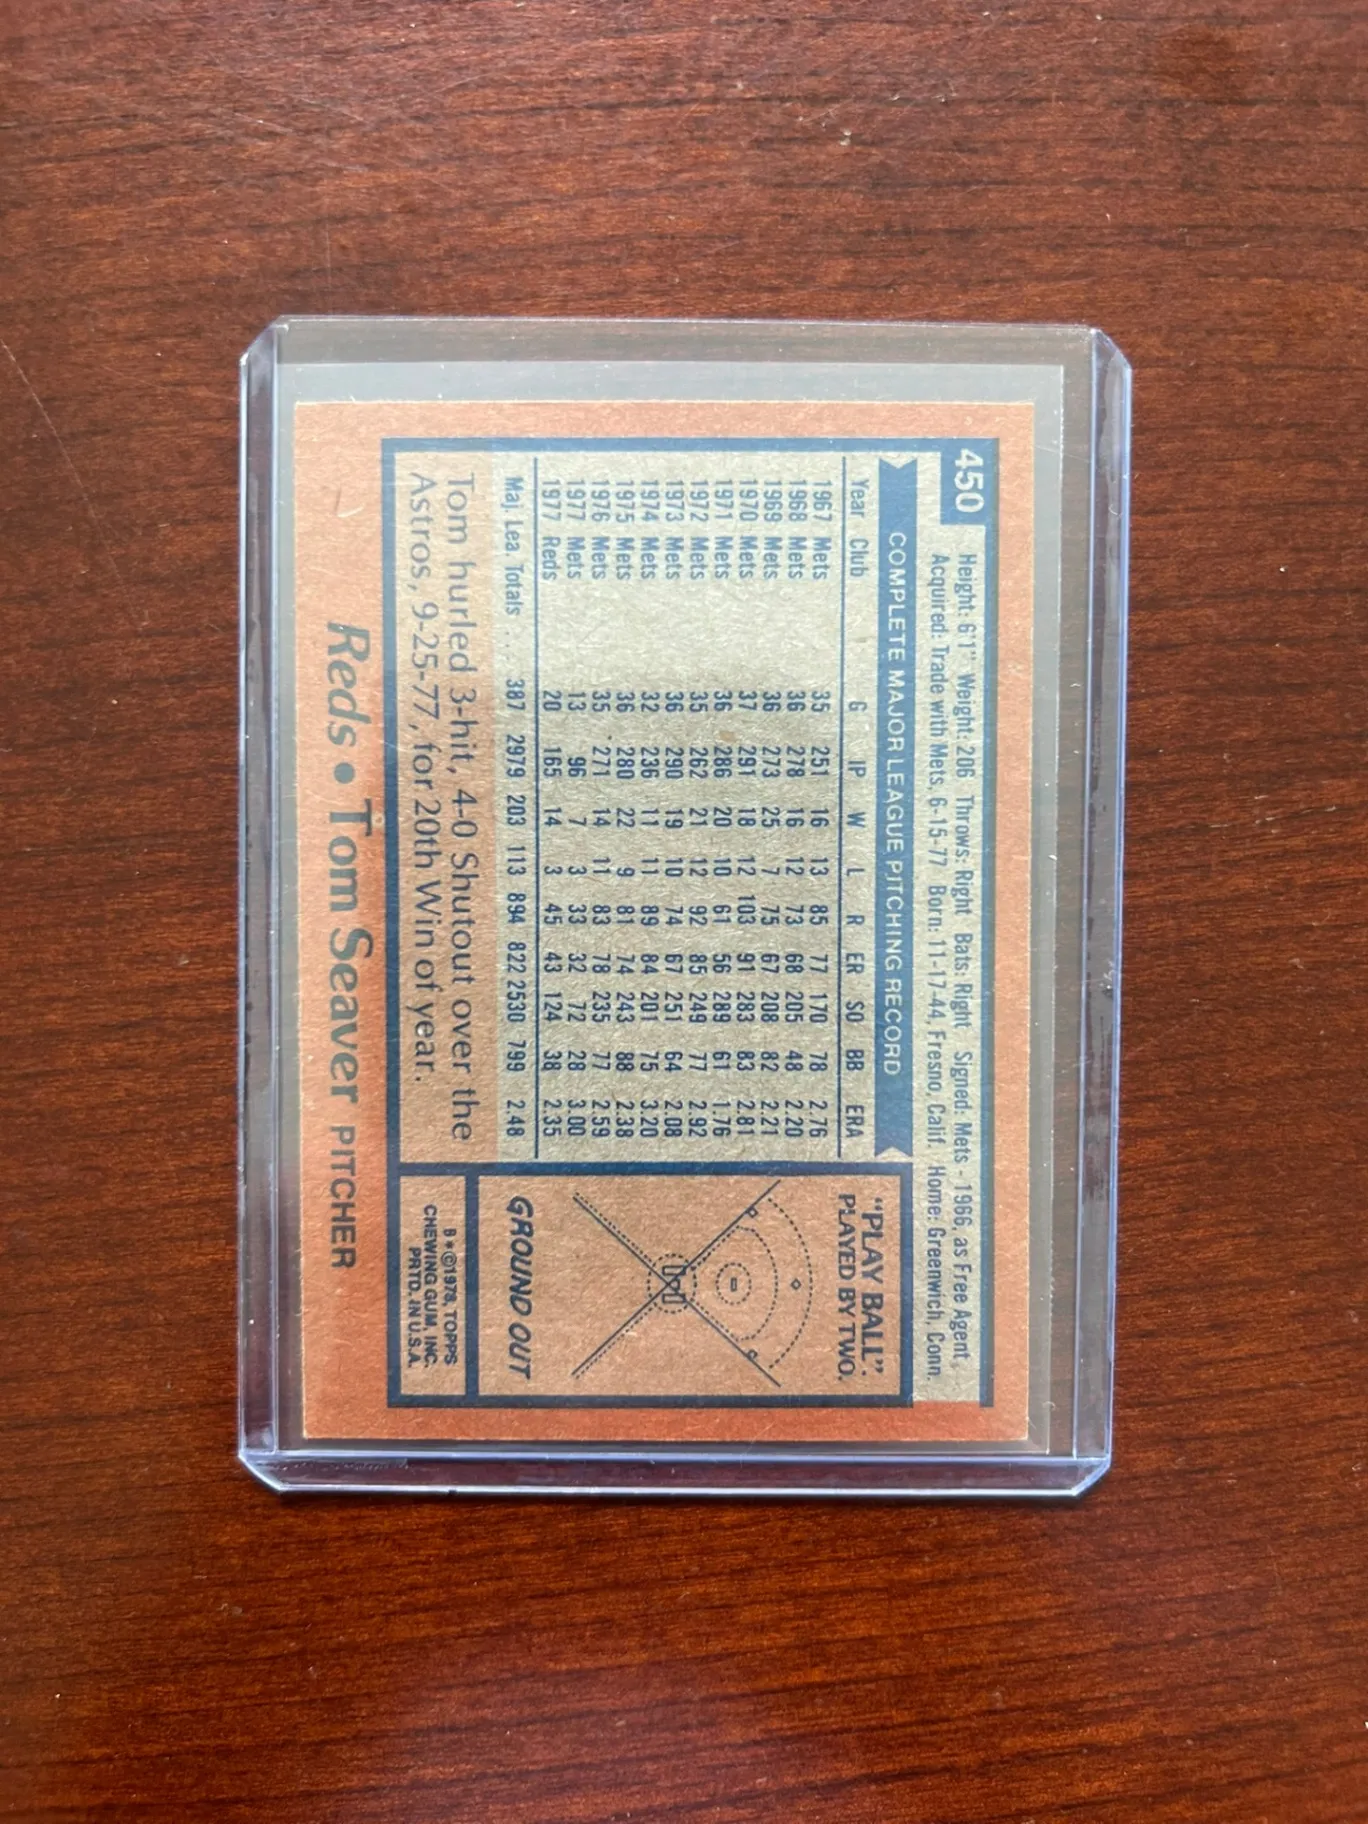 450
Height: 6'1" Weight: 206 Throws: Right Bats: Right Signed: Mets - 1966, as Free Agent
Acquired: Trade with Mets, 6-15-77 Born: 11-17-44, Fresno, Calif. Home: Greenwich, Conn.
COMPLETE MAJOR LEAGUE PITCHING RECORD
Year Club G IP W L R ER SO BB ERA
1967 Mets 35 251 16 13 85 77 170 78 2.76
1968 Mets 36 278 16 12 73 68 205 48 2.20
1969 Mets 36 273 25 7 75 67 208 82 2.21
1970 Mets 37 291 18 12 103 91 283 83 2.81
1971 Mets 36 286 20 10 61 56 289 61 1.76
1972 Mets 35 262 21 12 92 85 249 77 2.92
1973 Mets 36 290 19 10 74 67 251 64 2.08
1974 Mets 32 236 11 11 89 84 201 75 3.20
1975 Mets 36 280 22 9 81 74 243 88 2.38
1976 Mets 35 271 14 11 83 78 235 77 2.59
1977 Mets 13 96 7 3 33 32 72 28 3.00
1977 Reds 20 165 14 3 45 43 124 38 2.35
Maj. Lea. Totals ... 387 2979 203 113 894 822 2530 799 2.48
Tom hurled 3-hit, 4-0 Shutout over the
Astros, 9-25-77, for 20th Win of year.
"PLAY BALL"
PLAYED BY TWO.
GROUND OUT
B * ©1978, TOPPS
CHEWING GUM, INC.
PRTD. IN U.S.A.
Reds • Tom Seaver PITCHER